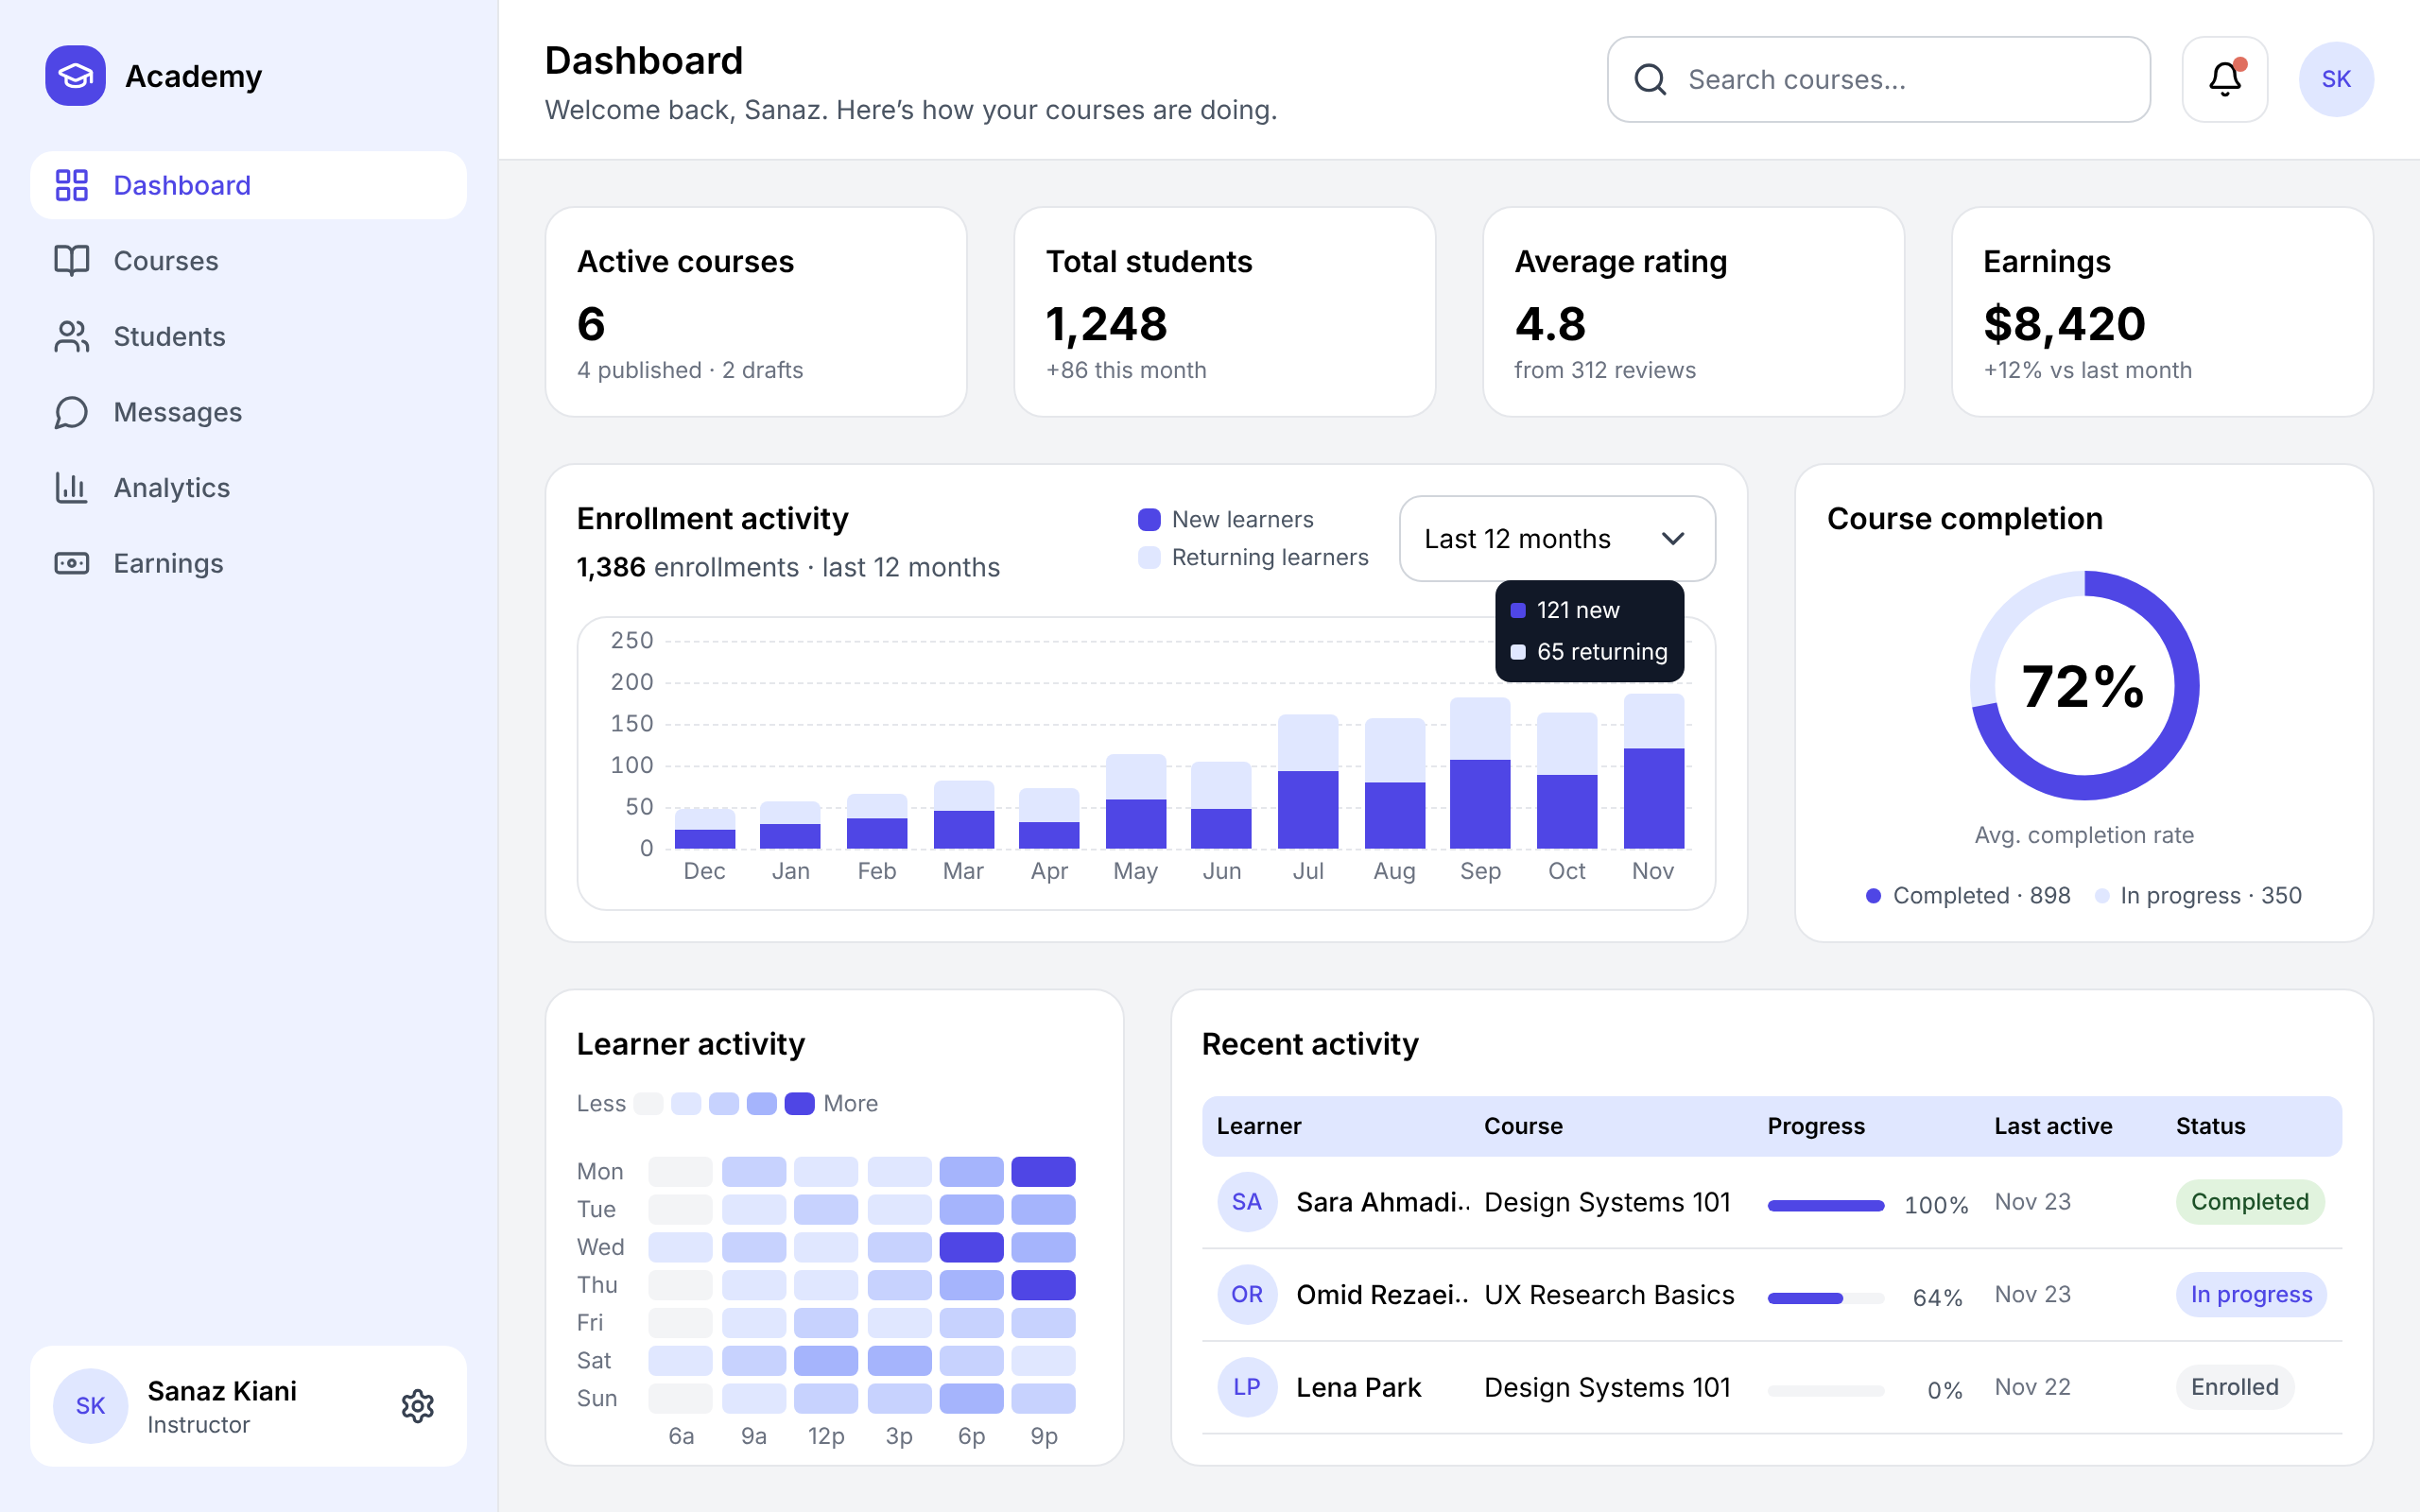 Academy
Dashboard
Courses
Students
Messages
Analytics
Earnings
SK
Sanaz Kiani
Instructor
Dashboard
Welcome back, Sanaz. Here’s how your courses are doing.
Search courses...
SK
Active courses
6
4 published · 2 drafts
Total students
1,248
+86 this month
Average rating
4.8
from 312 reviews
Earnings
$8,420
+12% vs last month
Enrollment activity
1,386 enrollments · last 12 months
New learners
Returning learners
Last 12 months
121 new
65 returning
250
200
150
100
50
0
Dec Jan Feb Mar Apr May Jun Jul Aug Sep Oct Nov
Course completion
72%
Avg. completion rate
Completed · 898 In progress · 350
Learner activity
Less More
Mon
Tue
Wed
Thu
Fri
Sat
Sun
6a 9a 12p 3p 6p 9p
Recent activity
Learner Course Progress Last active Status
SA Sara Ahmadi.. Design Systems 101 100% Nov 23 Completed
OR Omid Rezaei.. UX Research Basics 64% Nov 23 In progress
LP Lena Park Design Systems 101 0% Nov 22 Enrolled